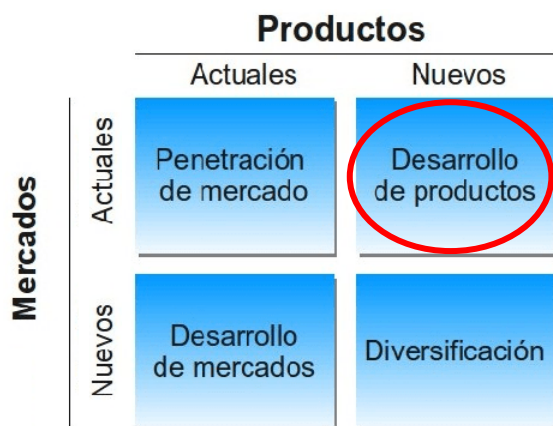 Productos
Actuales Nuevos
Mercados
Actuales
Penetración
de mercado
Desarrollo
de productos
Nuevos
Desarrollo
de mercados
Diversificación